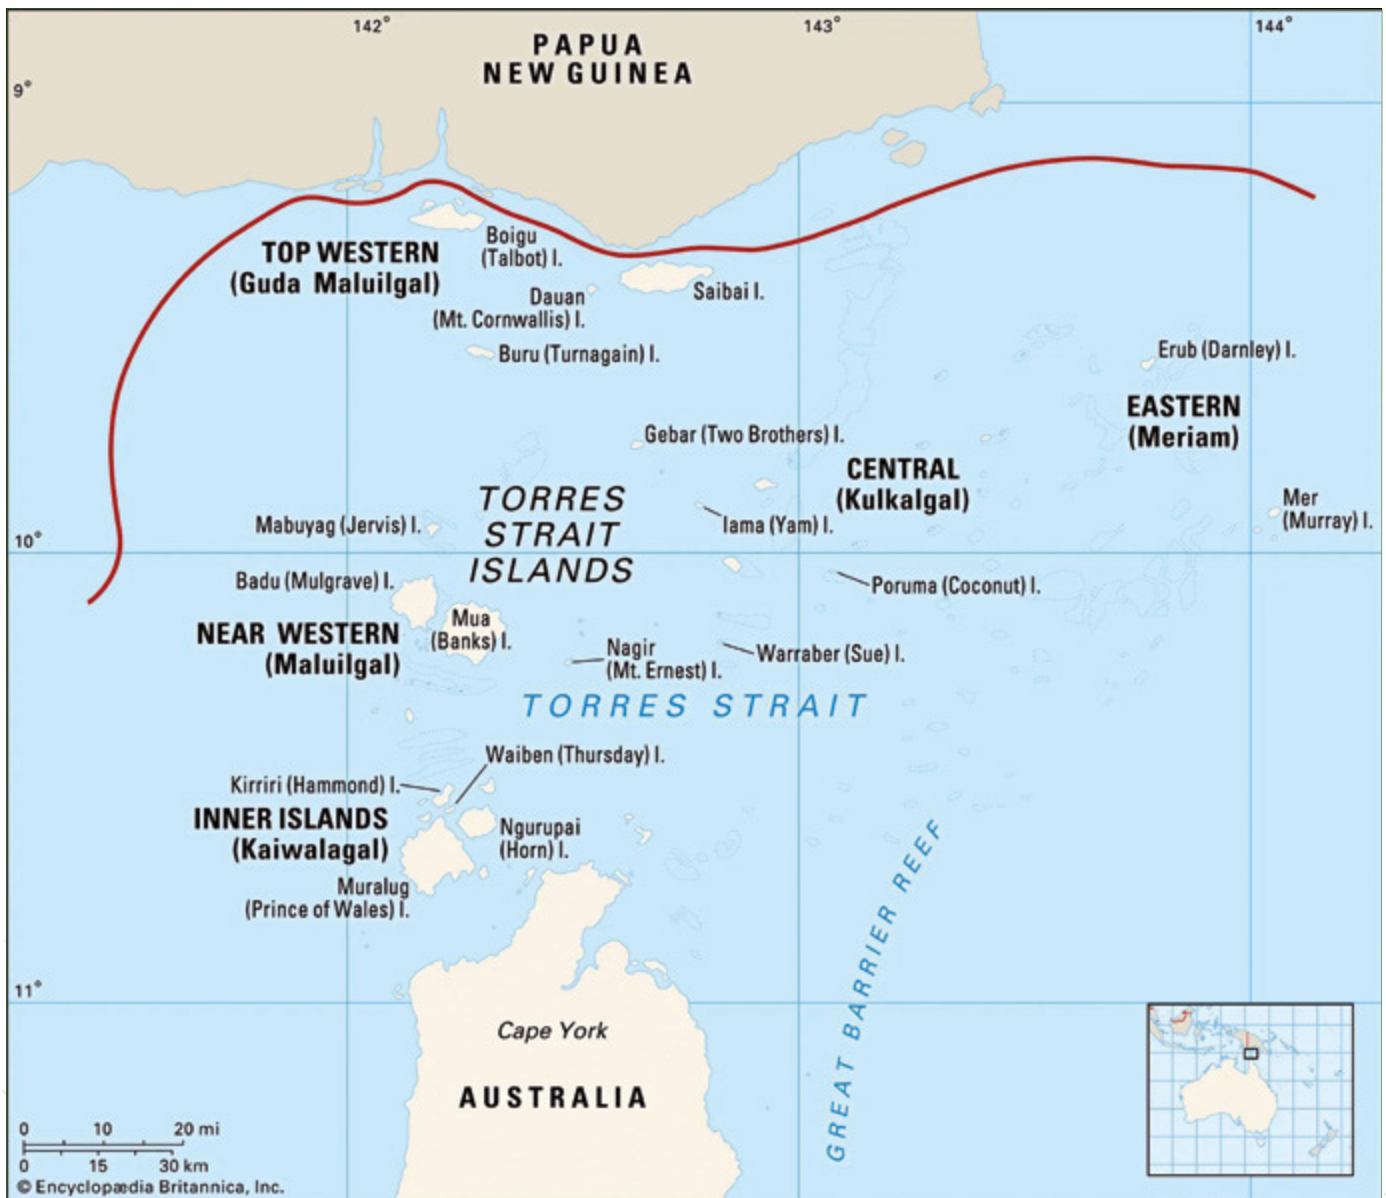 142°
143°
144°
PAPUA
NEW GUINEA
9°
TOP WESTERN
(Guda Maluilgal)
Boigu
(Talbot) I.
Saibai I.
Dauan
(Mt. Cornwallis) I.
Buru (Turnagain) I.
Erub (Darnley) I.
EASTERN
(Meriam)
Gebar (Two Brothers) I.
CENTRAL
(Kulkalgal)
TORRES
STRAIT
ISLANDS
Mer
(Murray) I.
Mabuyag (Jervis) I.
Iama (Yam) I.
10°
Badu (Mulgrave) I.
Poruma (Coconut) I.
Mua
(Banks) I.
NEAR WESTERN
(Maluilgal)
Nagir
(Mt. Ernest) I.
Warraber (Sue) I.
TORRES STRAIT
Waiben (Thursday) I.
Kirriri (Hammond) I.
INNER ISLANDS
(Kaiwalagal)
Ngurupai
(Horn) I.
Muralug
(Prince of Wales) I.
GREAT BARRIER REEF
11°
Cape York
AUSTRALIA
0 10 20 mi
0 15 30 km
© Encyclopædia Britannica, Inc.